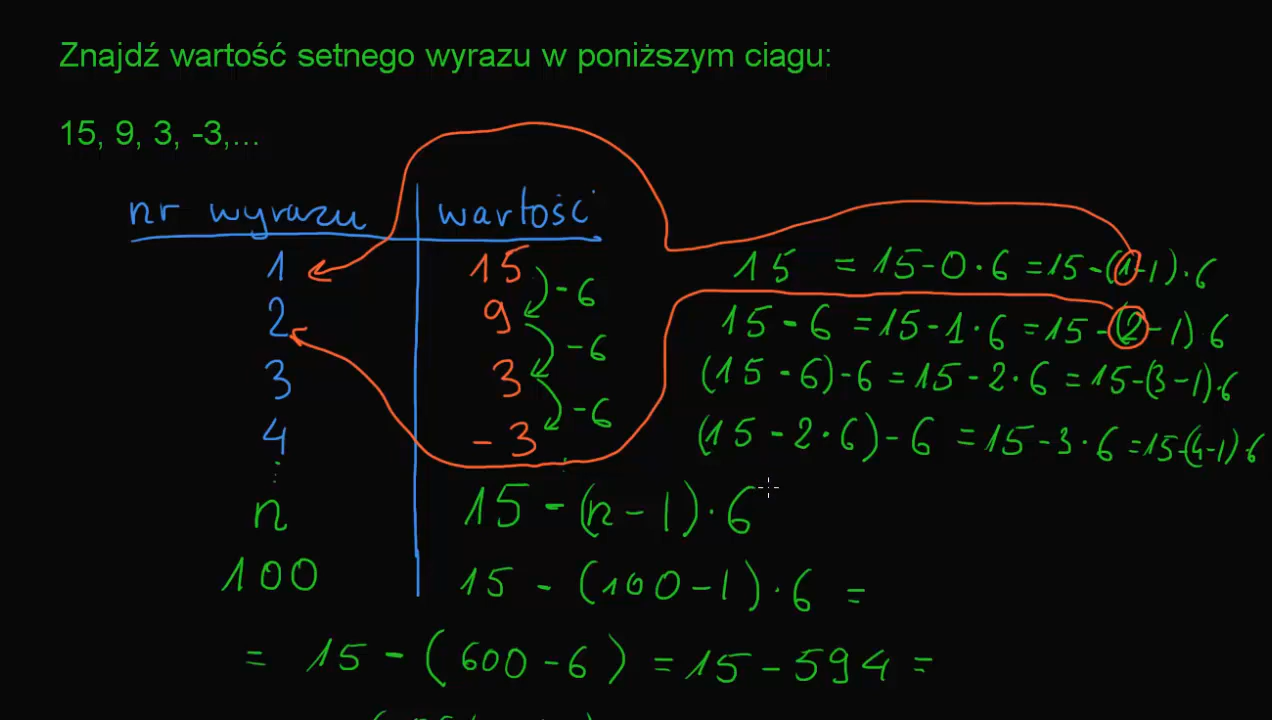 Znajdź wartość setnego wyrazu w poniższym ciagu:
15, 9, 3, -3,...
nr wyrazu wartość
1 15 -6 15 = 15-0·6 = 15-(1-1)·6
2 9 -6 15-6 = 15-1·6 = 15-(2-1)6
3 3 -6 (15-6)-6 = 15-2·6 = 15-(3-1)·6
4 -3 (15-2·6)-6 = 15-3·6 = 15-(4-1)·6
n 15-(n-1)·6
100 15-(100-1)·6 =
= 15-(600-6) = 15-594 =